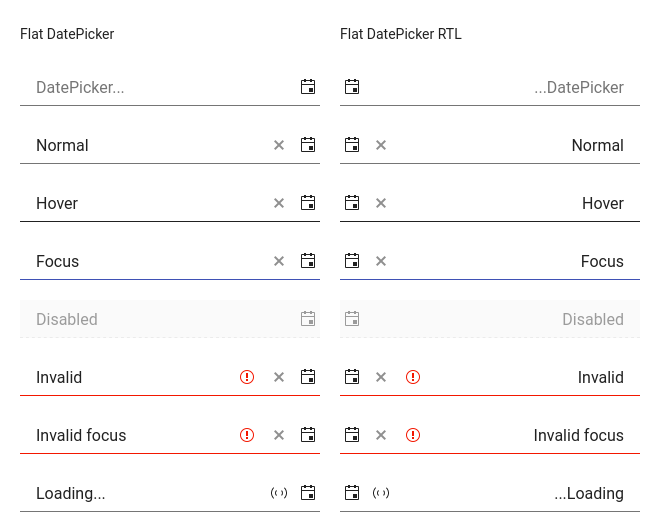 Flat DatePicker
DatePicker...
Normal
Hover
Focus
Disabled
Invalid
Invalid focus
Loading...
Flat DatePicker RTL
...DatePicker
Normal
Hover
Focus
Disabled
Invalid
Invalid focus
...Loading